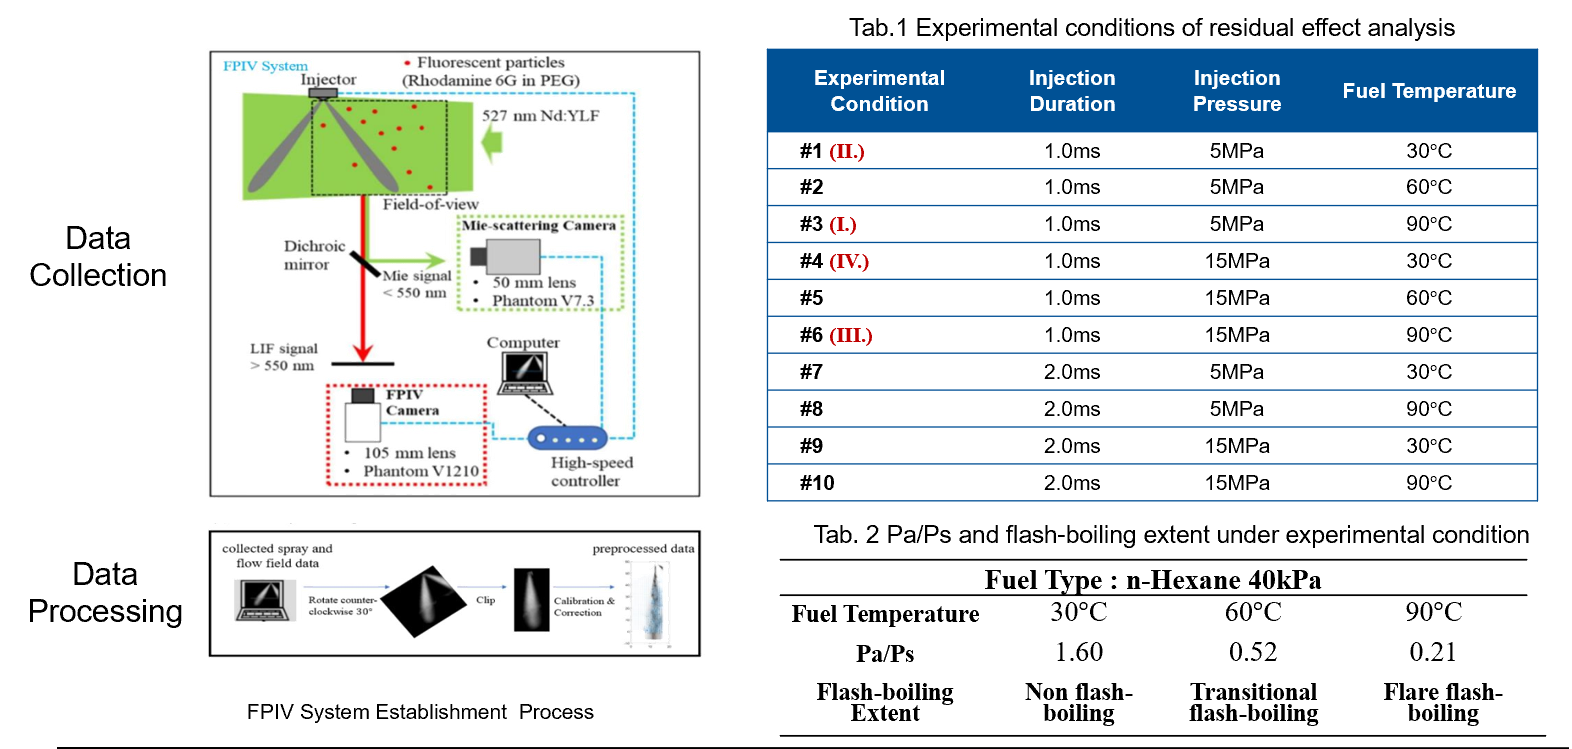 Data
Collection
FPIV System
Fluorescent particles
(Rhodamine 6G in PEG)
Injector
527 nm Nd:YLF
Field-of-view
Mie-scattering Camera
Dichroic
mirror
Mie signal
< 550 nm
• 50 mm lens
• Phantom V7.3
LIF signal
> 550 nm
Computer
FPIV
Camera
• 105 mm lens
• Phantom V1210
High-speed
controller
Data
Processing
collected spray and
flow field data
Rotate counter-
clockwise 30°
Clip
Calibration &
Correction
preprocessed data
FPIV System Establishment Process
Tab.1 Experimental conditions of residual effect analysis
Experimental Condition Injection Duration Injection Pressure Fuel Temperature
#1 (II.) 1.0ms 5MPa 30°C
#2 1.0ms 5MPa 60°C
#3 (I.) 1.0ms 5MPa 90°C
#4 (IV.) 1.0ms 15MPa 30°C
#5 1.0ms 15MPa 60°C
#6 (III.) 1.0ms 15MPa 90°C
#7 2.0ms 5MPa 30°C
#8 2.0ms 5MPa 90°C
#9 2.0ms 15MPa 30°C
#10 2.0ms 15MPa 90°C
Tab. 2 Pa/Ps and flash-boiling extent under experimental condition
Fuel Type : n-Hexane 40kPa
Fuel Temperature 30°C 60°C 90°C
Pa/Ps 1.60 0.52 0.21
Flash-boiling Extent Non flash-boiling Transitional flash-boiling Flare flash-boiling